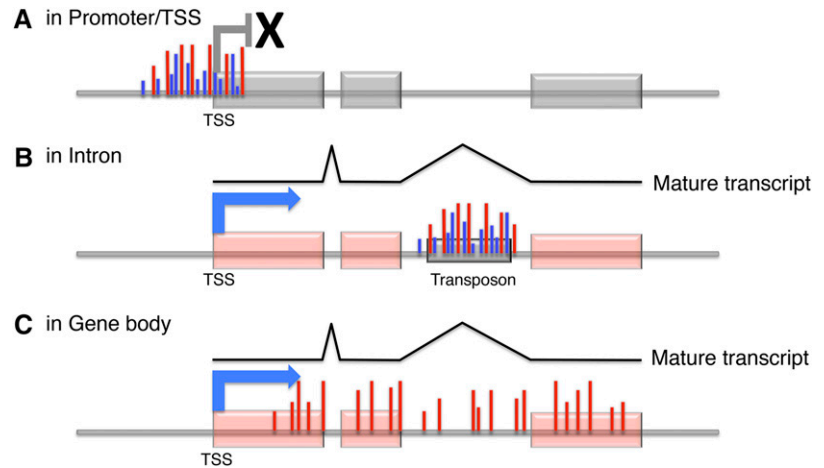 A in Promoter/TSS
X
TSS
B in Intron
Mature transcript
TSS
Transposon
C in Gene body
Mature transcript
TSS